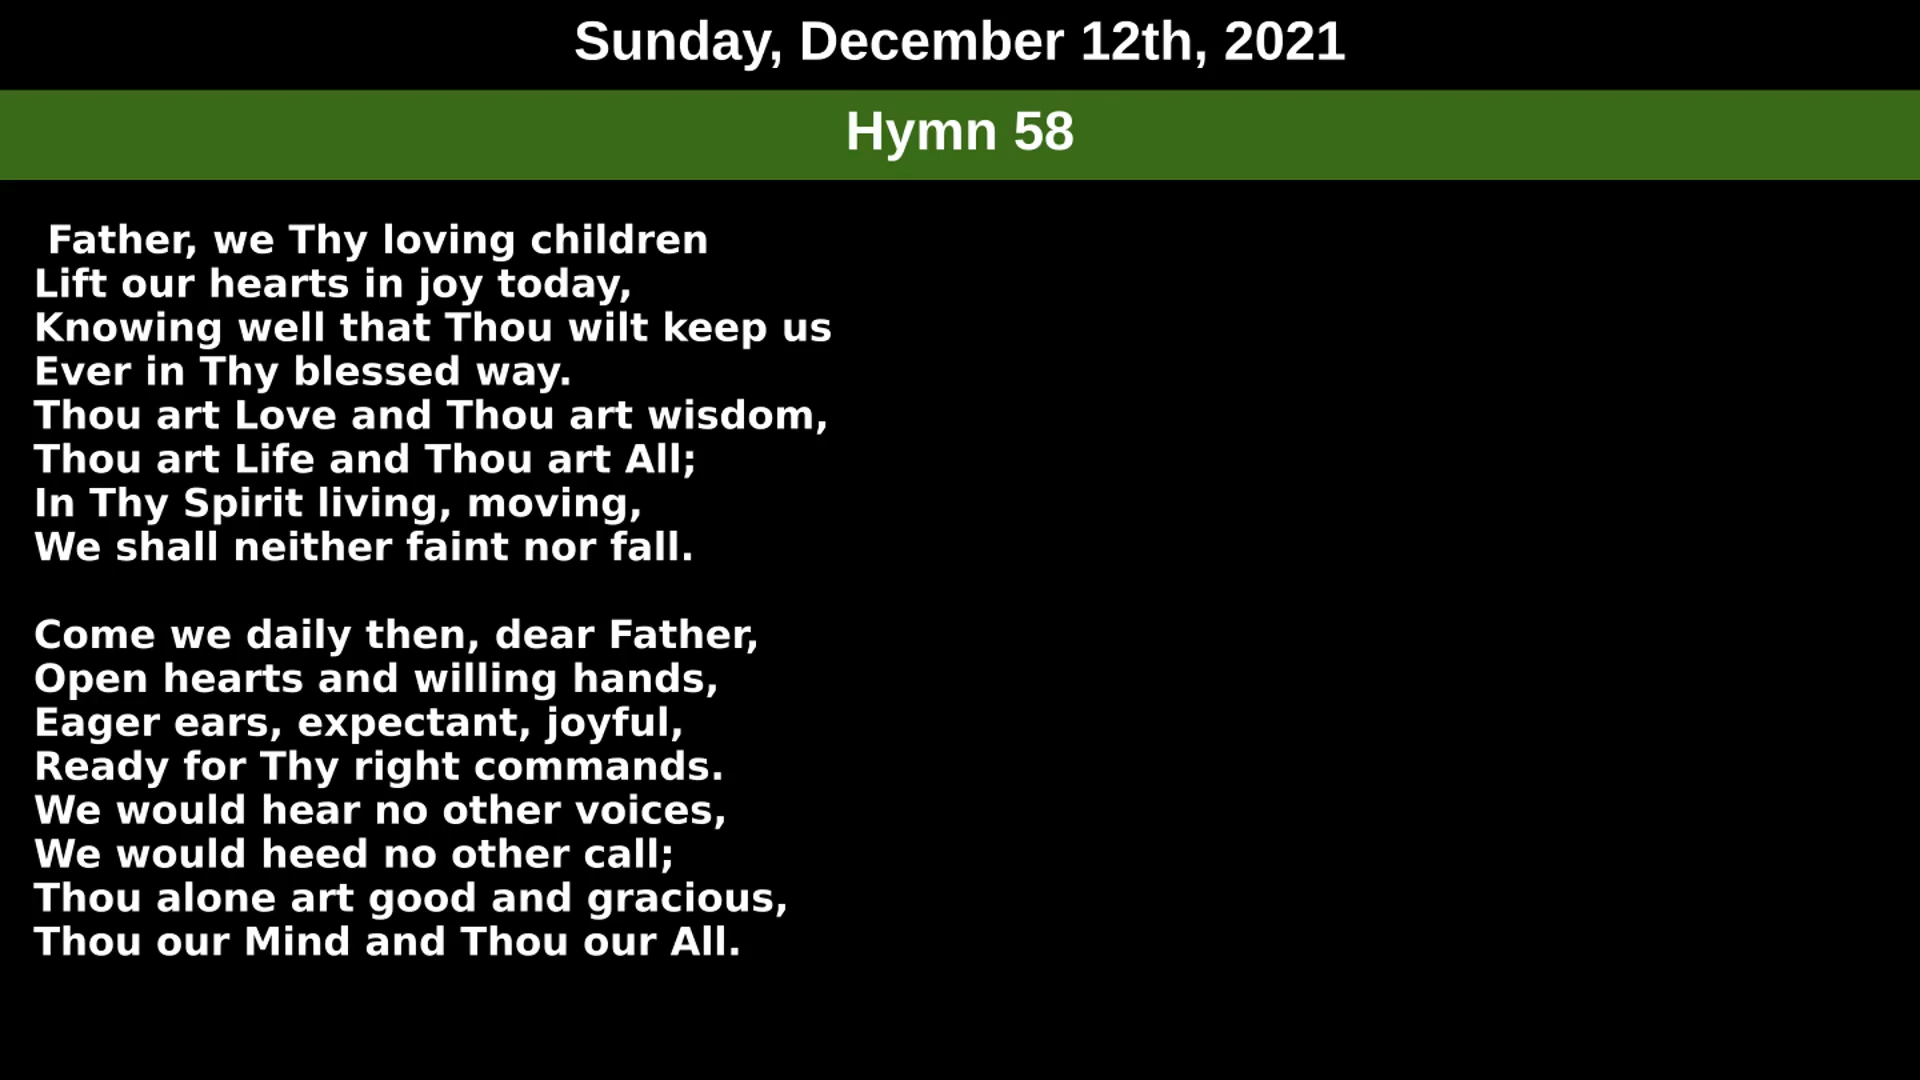 Sunday, December 12th, 2021
Hymn 58
Father, we Thy loving children
Lift our hearts in joy today,
Knowing well that Thou wilt keep us
Ever in Thy blessed way.
Thou art Love and Thou art wisdom,
Thou art Life and Thou art All;
In Thy Spirit living, moving,
We shall neither faint nor fall.
Come we daily then, dear Father,
Open hearts and willing hands,
Eager ears, expectant, joyful,
Ready for Thy right commands.
We would hear no other voices,
We would heed no other call;
Thou alone art good and gracious,
Thou our Mind and Thou our All.